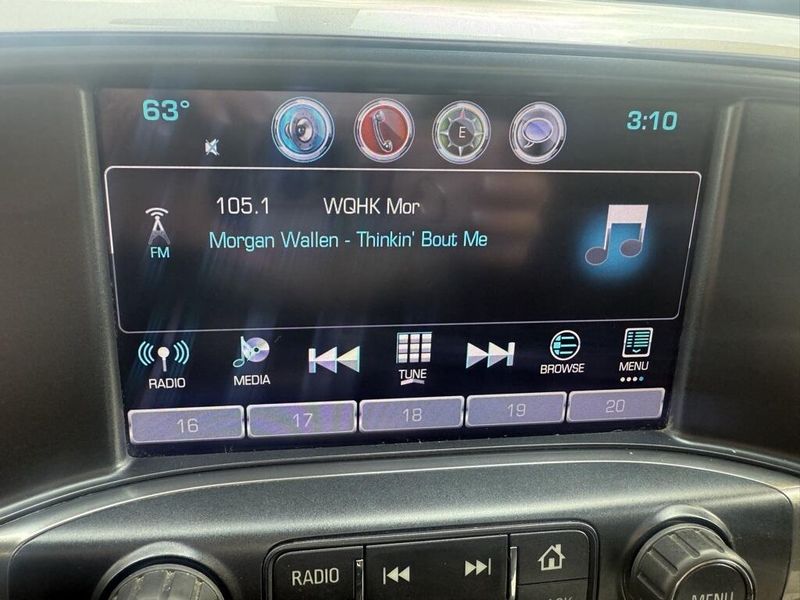 63°
E
3:10
105.1 WQHK Mor
FM
Morgan Wallen - Thinkin' Bout Me
RADIO MEDIA TUNE BROWSE MENU
16 17 18 19 20
RADIO
MENU